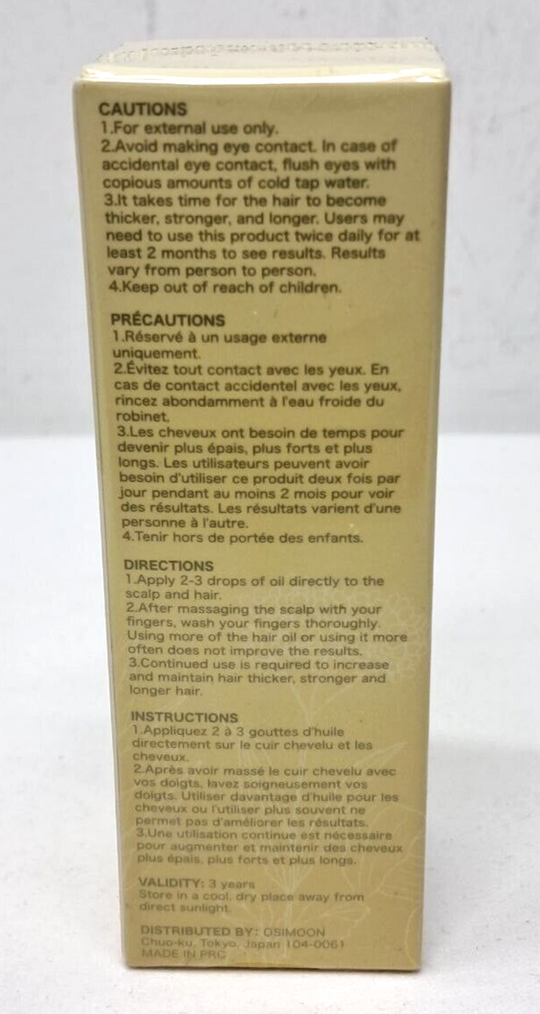 CAUTIONS
1.For external use only.
2.Avoid making eye contact. In case of
accidental eye contact, flush eyes with
copious amounts of cold tap water.
3.It takes time for the hair to become
thicker, stronger, and longer. Users may
need to use this product twice daily for at
least 2 months to see results. Results
vary from person to person.
4.Keep out of reach of children.
PRÉCAUTIONS
1.Réservé à un usage externe
uniquement.
2.Évitez tout contact avec les yeux. En
cas de contact accidentel avec les yeux,
rincez abondamment à l'eau froide du
robinet.
3.Les cheveux ont besoin de temps pour
devenir plus épais, plus forts et plus
longs. Les utilisateurs peuvent avoir
besoin d'utiliser ce produit deux fois par
jour pendant au moins 2 mois pour voir
des résultats. Les résultats varient d'une
personne à l'autre.
4.Tenir hors de portée des enfants.
DIRECTIONS
1.Apply 2-3 drops of oil directly to the
scalp and hair.
2.After massaging the scalp with your
fingers, wash your fingers thoroughly.
Using more of the hair oil or using it more
often does not improve the results.
3.Continued use is required to increase
and maintain hair thicker, stronger and
longer hair.
INSTRUCTIONS
1.Appliquez 2 à 3 gouttes d'huile
directement sur le cuir chevelu et les
cheveux.
2.Après avoir massé le cuir chevelu avec
vos doigts, lavez soigneusement vos
doigts. Utiliser davantage d'huile pour les
cheveux ou l'utiliser plus souvent ne
permet pas d'améliorer les résultats.
3.Une utilisation continue est nécessaire
pour augmenter et maintenir des cheveux
plus épais, plus forts et plus longs.
VALIDITY: 3 years
Store in a cool, dry place away from
direct sunlight.
DISTRIBUTED BY: OSIMOON
Chuo-ku, Tokyo, Japan 104-0061
MADE IN PRC